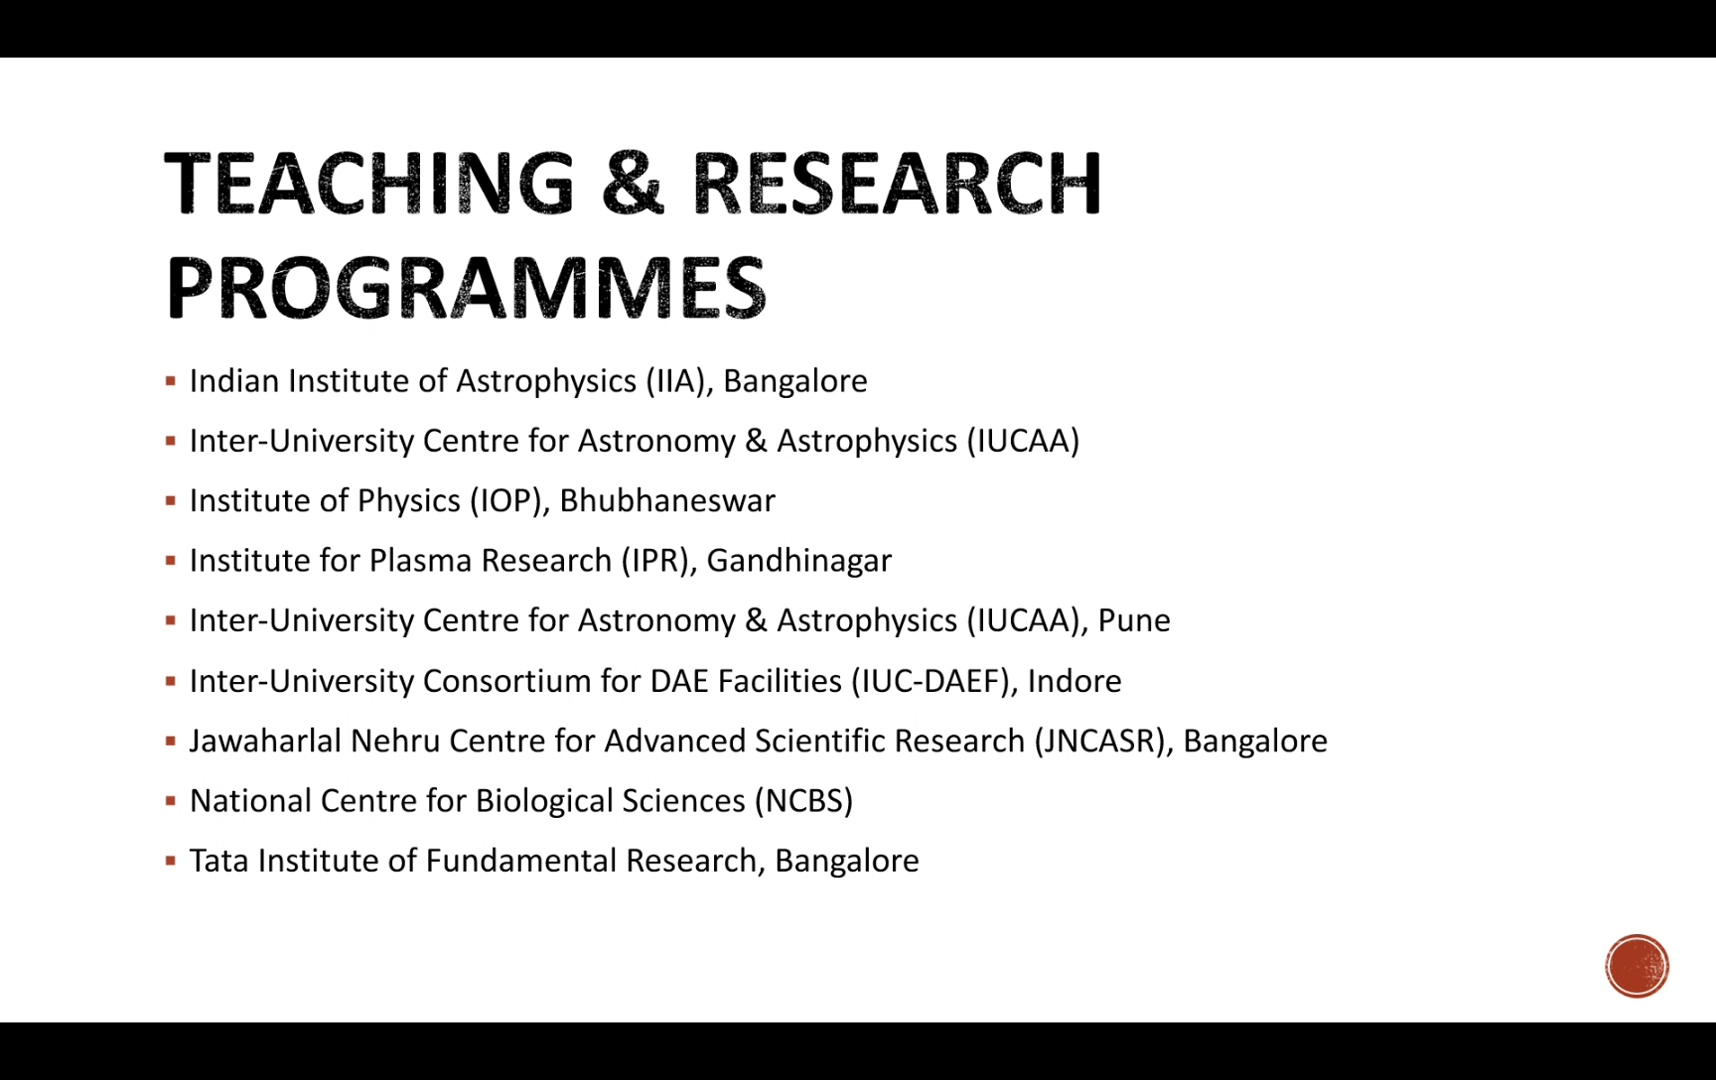 TEACHING & RESEARCH
PROGRAMMES
▪ Indian Institute of Astrophysics (IIA), Bangalore
▪ Inter-University Centre for Astronomy & Astrophysics (IUCAA)
▪ Institute of Physics (IOP), Bhubhaneswar
▪ Institute for Plasma Research (IPR), Gandhinagar
▪ Inter-University Centre for Astronomy & Astrophysics (IUCAA), Pune
▪ Inter-University Consortium for DAE Facilities (IUC-DAEF), Indore
▪ Jawaharlal Nehru Centre for Advanced Scientific Research (JNCASR), Bangalore
▪ National Centre for Biological Sciences (NCBS)
▪ Tata Institute of Fundamental Research, Bangalore